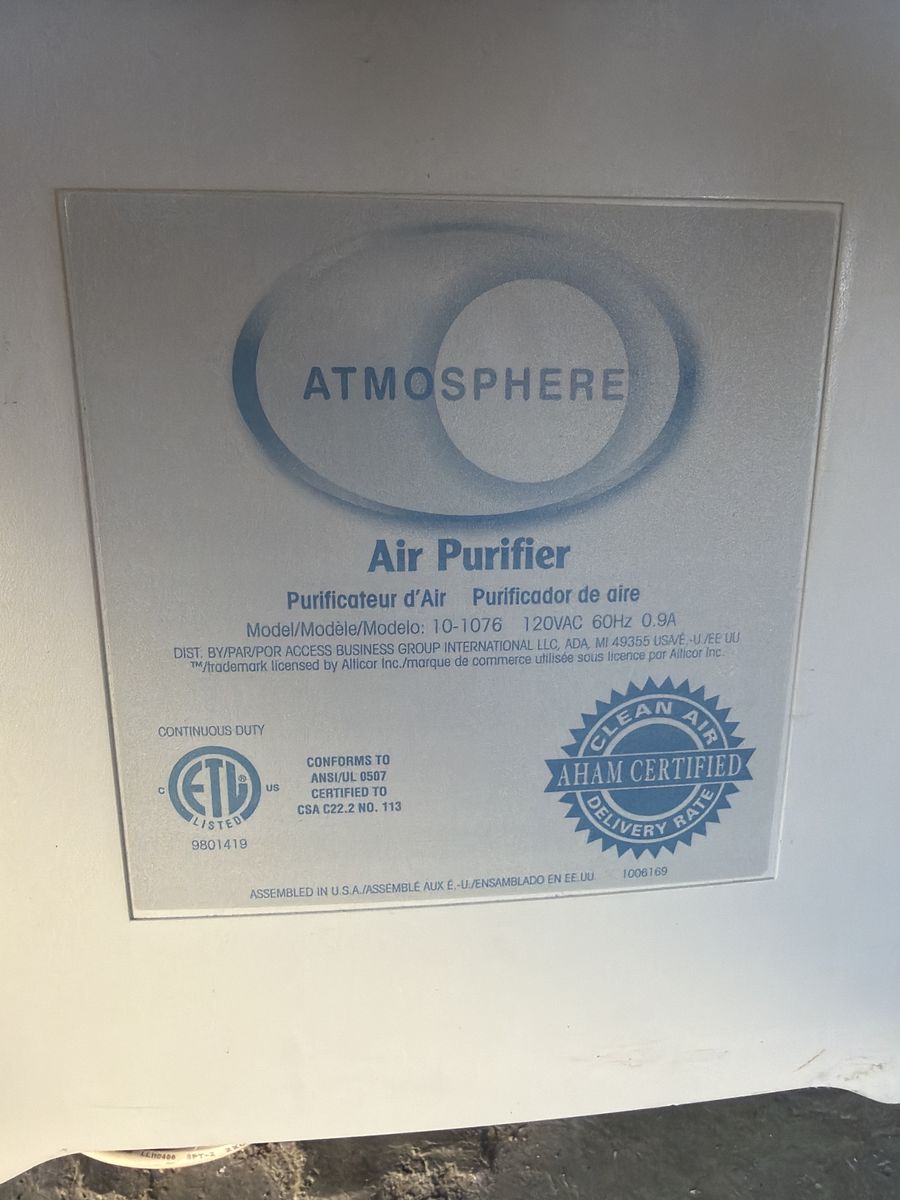 ATMOSPHERE
Air Purifier
Purificateur d'Air Purificador de aire
Model/Modèle/Modelo: 10-1076 120VAC 60Hz 0.9A
DIST. BY/PAR/POR ACCESS BUSINESS GROUP INTERNATIONAL LLC, ADA, MI 49355 USA/É.-U./EE UU
™/trademark licensed by Alticor Inc./marque de commerce utilisée sous licence par Alticor Inc.
CONTINUOUS DUTY
C ETL® US
LISTED
9801419
CONFORMS TO
ANSI/UL 0507
CERTIFIED TO
CSA C22.2 NO. 113
CLEAN AIR
AHAM CERTIFIED
DELIVERY RATE
ASSEMBLED IN U.S.A./ASSEMBLÉ AUX É.-U./ENSAMBLADO EN EE.UU. 1006169
SPT-2